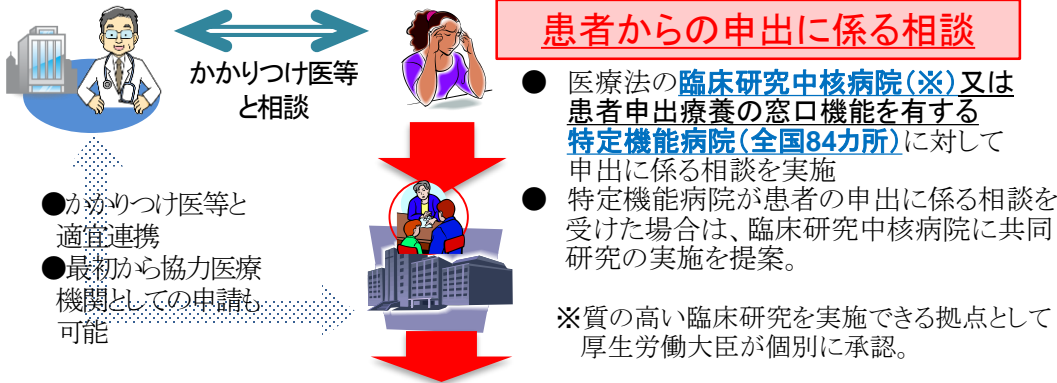 患者からの申出に係る相談
かかりつけ医等
と相談
● 医療法の臨床研究中核病院(※)又は
患者申出療養の窓口機能を有する
特定機能病院(全国84カ所)に対して
申出に係る相談を実施
● 特定機能病院が患者の申出に係る相談を
受けた場合は、臨床研究中核病院に共同
研究の実施を提案。
※質の高い臨床研究を実施できる拠点として
厚生労働大臣が個別に承認。
●かかりつけ医等と
適宜連携
●最初から協力医療
機関としての申請も
可能